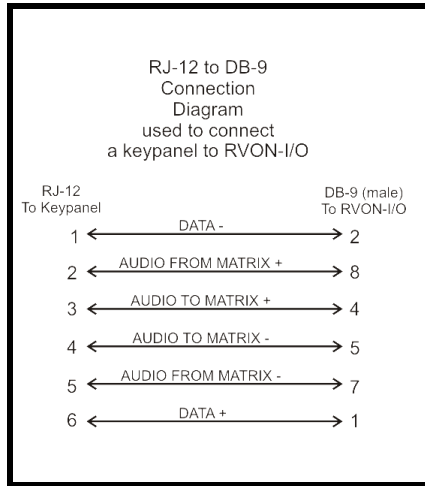 RJ-12 to DB-9
Connection
Diagram
used to connect
a keypanel to RVON-I/O
RJ-12
To Keypanel
DB-9 (male)
To RVON-I/O
1 DATA - 2
2 AUDIO FROM MATRIX + 8
3 AUDIO TO MATRIX + 4
4 AUDIO TO MATRIX - 5
5 AUDIO FROM MATRIX - 7
6 DATA + 1